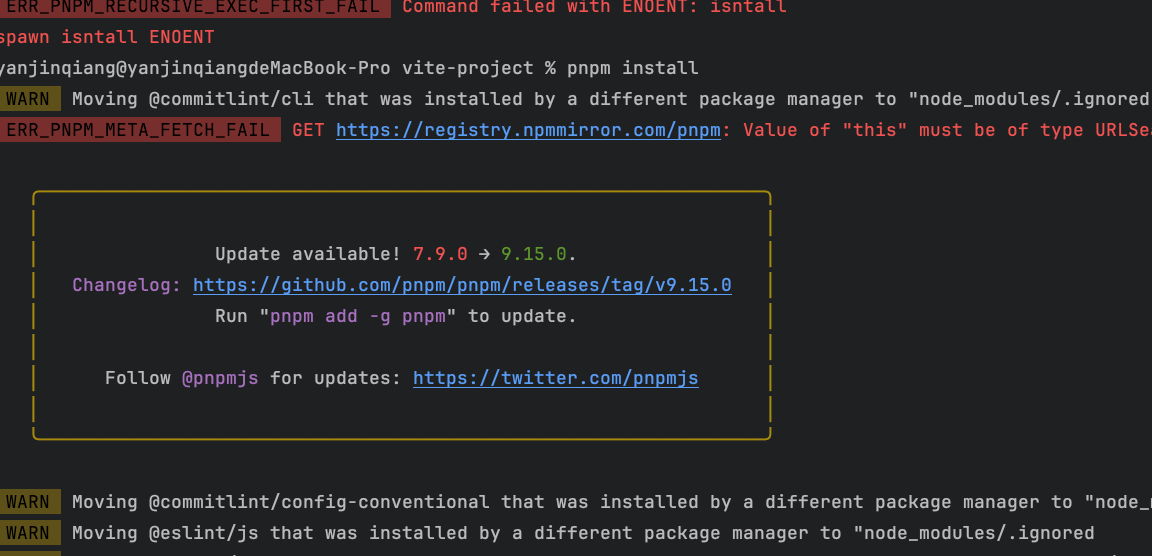 ERR_PNPM_RECURSIVE_EXEC_FIRST_FAIL Command failed with ENOENT: isntall
spawn isntall ENOENT
yanjinqiang@yanjinqiangdeMacBook-Pro vite-project % pnpm install
WARN Moving @commitlint/cli that was installed by a different package manager to "node_modules/.ignored
ERR_PNPM_META_FETCH_FAIL GET https://registry.npmmirror.com/pnpm: Value of "this" must be of type URLSea
Update available! 7.9.0 → 9.15.0.
Changelog: https://github.com/pnpm/pnpm/releases/tag/v9.15.0
Run "pnpm add -g pnpm" to update.
Follow @pnpmjs for updates: https://twitter.com/pnpmjs
WARN Moving @commitlint/config-conventional that was installed by a different package manager to "node_
WARN Moving @eslint/js that was installed by a different package manager to "node_modules/.ignored